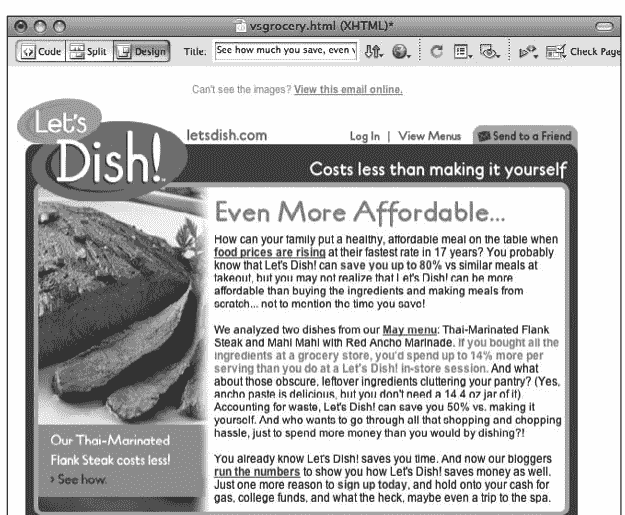 vsgrocery.html (XHTML)*
Code Split Design Title: See how much you save, even v Check Page
Can't see the images? View this email online.
Let's
Dish!
letsdish.com Log In | View Menus Send to a Friend
Costs less than making it yourself
Even More Affordable...
How can your family put a healthy, affordable meal on the table when
food prices are rising at their fastest rate in 17 years? You probably
know that Let's Dish! can save you up to 80% vs similar meals at
takeout, but you may not realize that Let's Dish! can be more
affordable than buying the ingredients and making meals from
scratch... not to mention the time you save!
We analyzed two dishes from our May menu: Thai-Marinated Flank
Steak and Mahi Mahi with Red Ancho Marinade. If you bought all the
ingredients at a grocery store, you'd spend up to 14% more per
serving than you do at a Let's Dish! in-store session. And what
about those obscure, leftover ingredients cluttering your pantry? (Yes,
ancho paste is delicious, but you don't need a 14.4 oz jar of it).
Accounting for waste, Let's Dish! can save you 50% vs. making it
yourself. And who wants to go through all that shopping and chopping
hassle, just to spend more money than you would by dishing?!
Our Thai-Marinated
Flank Steak costs less!
› See how.
You already know Let's Dish! saves you time. And now our bloggers
run the numbers to show you how Let's Dish! saves money as well.
Just one more reason to sign up today, and hold onto your cash for
gas, college funds, and what the heck, maybe even a trip to the spa.